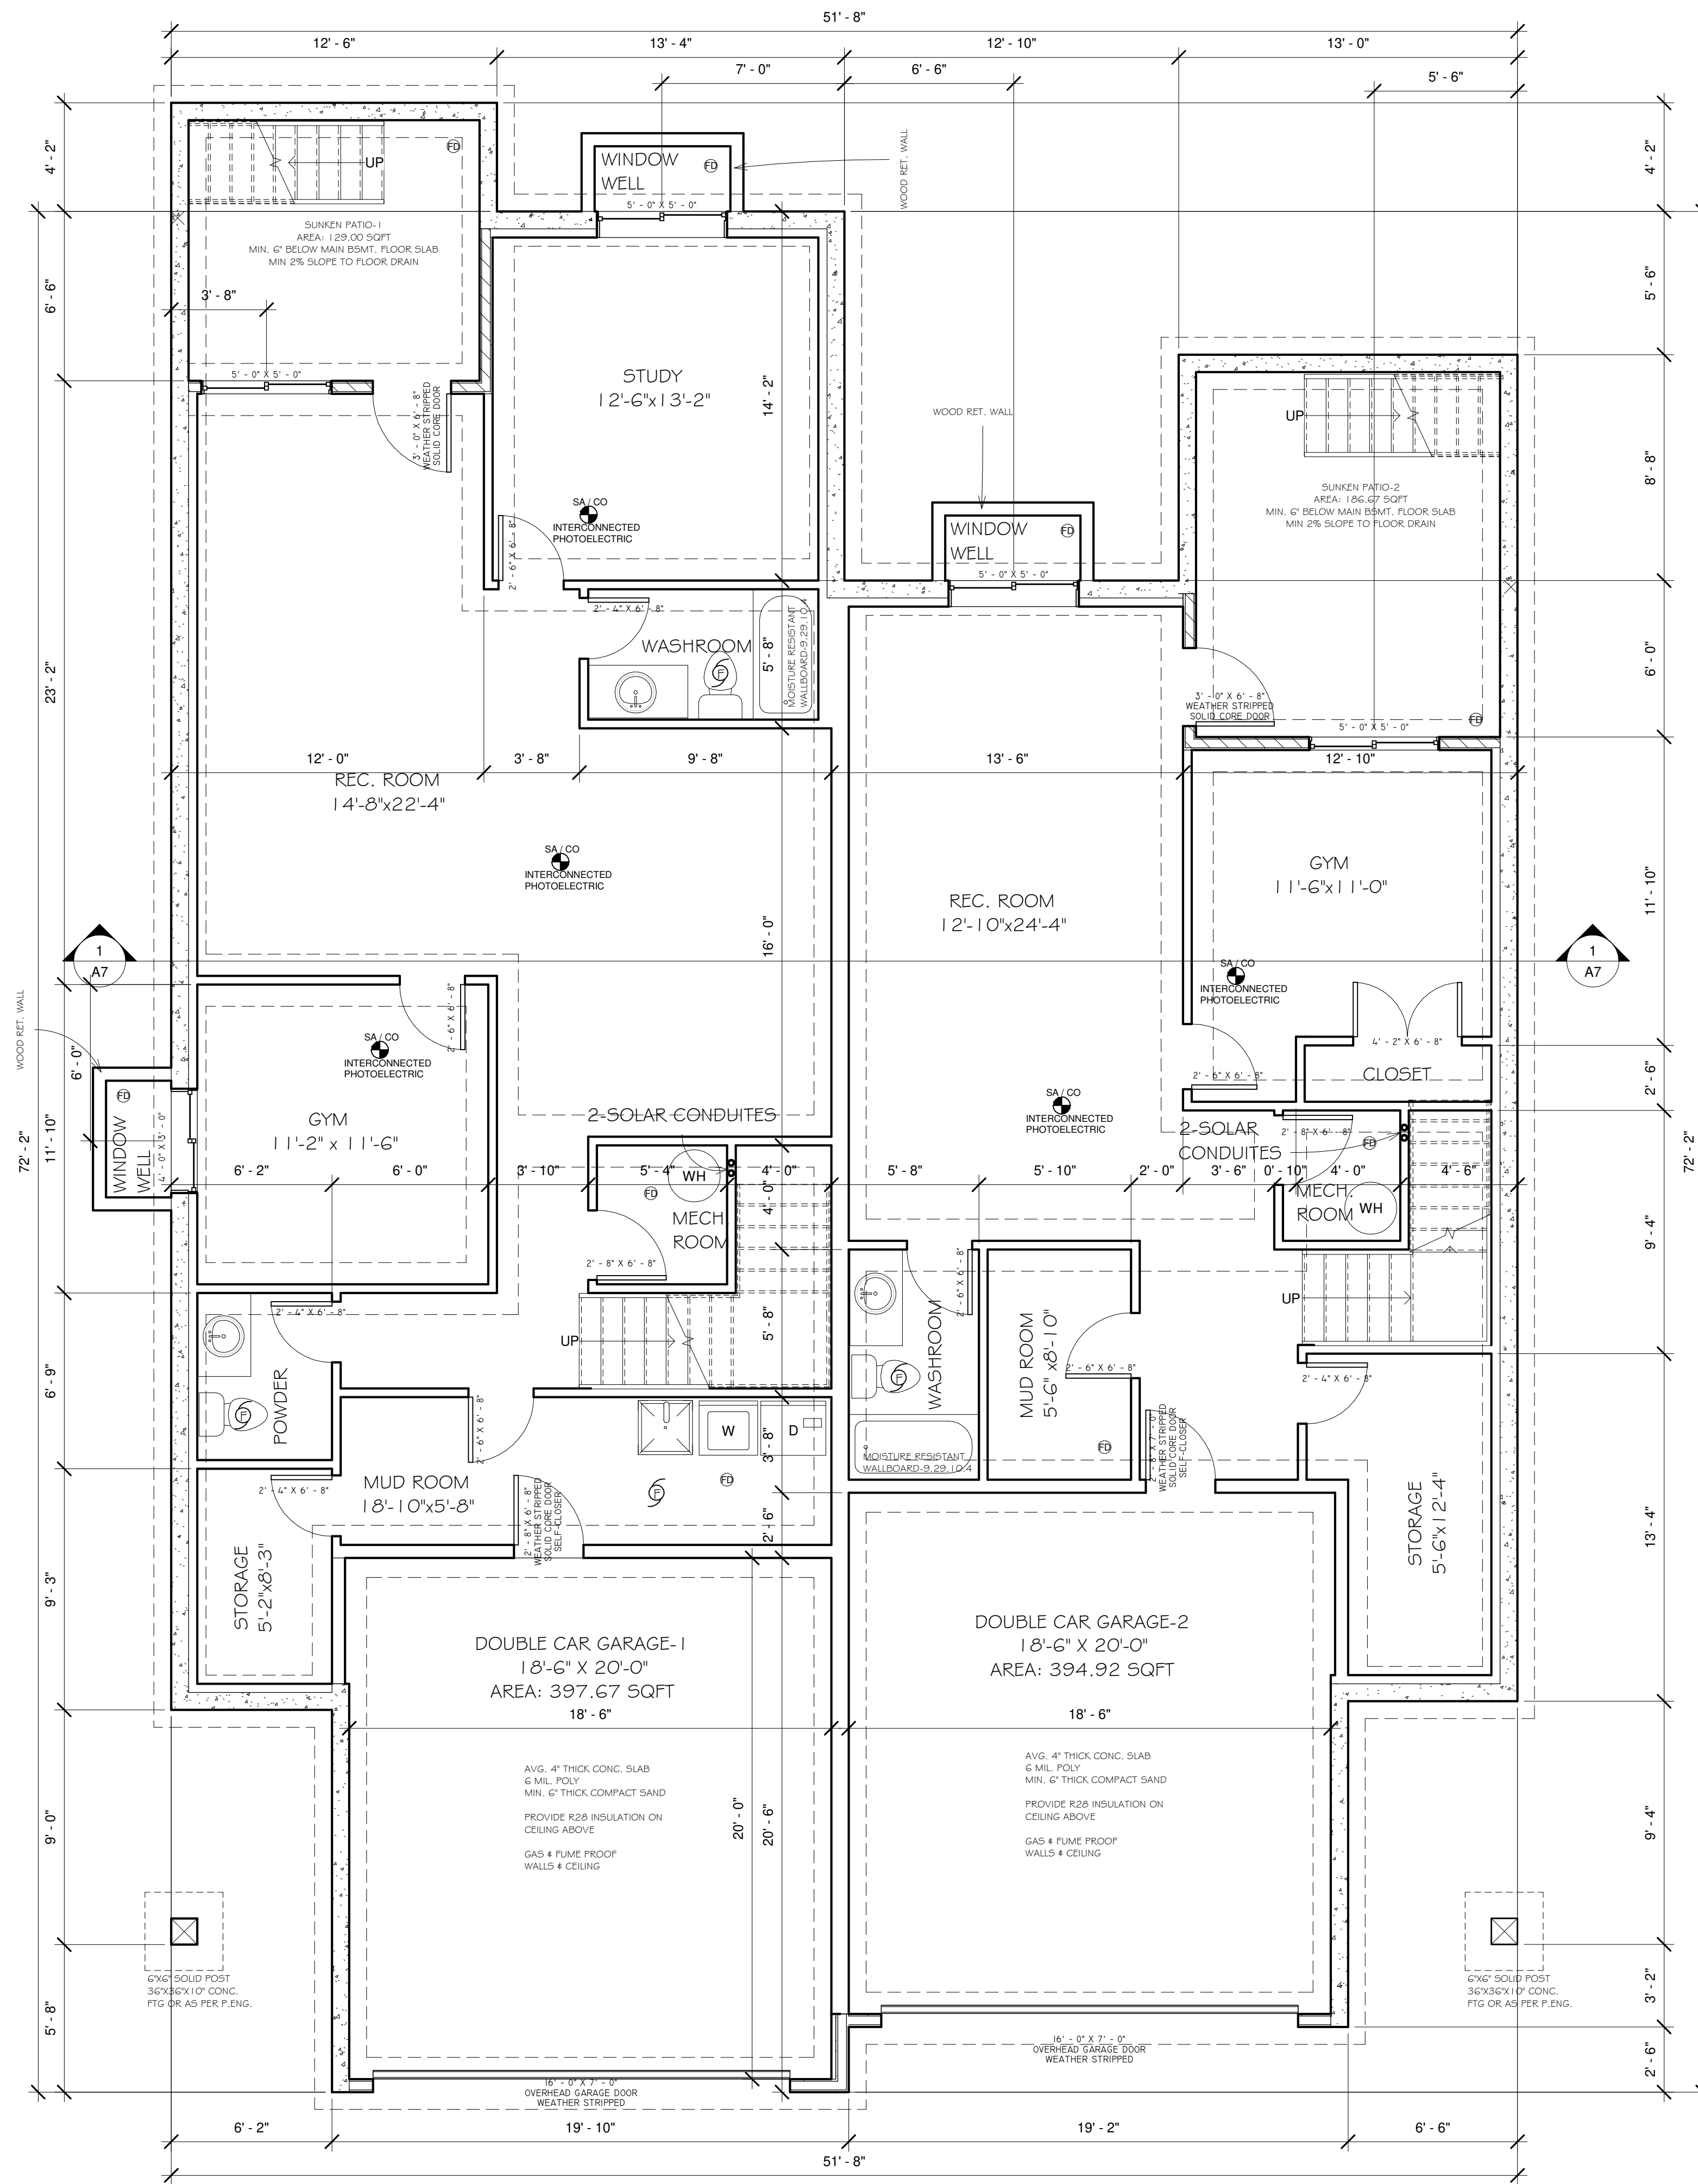 51' - 8"
12' - 6"
13' - 4"
12' - 10"
13' - 0"
7' - 0"
6' - 6"
5' - 6"
4' - 2"
6' - 6"
23' - 2"
72' - 2"
11' - 10"
6' - 0"
6' - 9"
9' - 3"
9' - 0"
5' - 8"
4' - 2"
5' - 6"
8' - 8"
6' - 0"
11' - 10"
2' - 6"
9' - 4"
72' - 2"
13' - 4"
9' - 4"
3' - 2"
2' - 6"
UP
FD
SUNKEN PATIO-1
AREA: 129.00 SQFT
MIN. 6" BELOW MAIN BSMT. FLOOR SLAB
MIN 2% SLOPE TO FLOOR DRAIN
3' - 8"
5' - 0" X 5' - 0"
3' - 0" X 6' - 8"
WEATHER STRIPPED
SOLID CORE DOOR
WINDOW
WELL
FD
5' - 0" X 5' - 0"
WOOD RET. WALL
STUDY
12'-6"x13'-2"
14' - 2"
SA / CO
INTERCONNECTED
PHOTOELECTRIC
2' - 6" X 6' - 8"
2' - 4" X 6' - 8"
WASHROOM
F
5' - 8"
MOISTURE RESISTANT
WALLBOARD-9.29.10.4
WOOD RET. WALL
WINDOW
WELL
FD
5' - 0" X 5' - 0"
UP
SUNKEN PATIO-2
AREA: 186.67 SQFT
MIN. 6" BELOW MAIN BSMT. FLOOR SLAB
MIN 2% SLOPE TO FLOOR DRAIN
3' - 0" X 6' - 8"
WEATHER STRIPPED
SOLID CORE DOOR
FD
5' - 0" X 5' - 0"
12' - 0"
3' - 8"
9' - 8"
13' - 6"
12' - 10"
REC. ROOM
14'-8"x22'-4"
SA / CO
INTERCONNECTED
PHOTOELECTRIC
16' - 0"
REC. ROOM
12'-10"x24'-4"
GYM
11'-6"x11'-0"
SA / CO
INTERCONNECTED
PHOTOELECTRIC
1
A7
1
A7
WOOD RET. WALL
2' - 6" X 6' - 8"
SA / CO
INTERCONNECTED
PHOTOELECTRIC
4' - 2" X 6' - 8"
CLOSET
2' - 6" X 6' - 8"
SA / CO
INTERCONNECTED
PHOTOELECTRIC
FD
WINDOW
WELL
4' - 0" X 3' - 0"
GYM
11'-2" x 11'-6"
2-SOLAR CONDUITES
2-SOLAR
CONDUITES
2' - 8" X 6' - 8"
FD
6' - 2"
6' - 0"
3' - 10"
5' - 4"
4' - 0"
5' - 8"
5' - 10"
2' - 0"
3' - 6"
0' - 10"
4' - 0"
4' - 6"
WH
FD
MECH.
ROOM
4' - 0"
2' - 8" X 6' - 8"
MECH.
ROOM
WH
2' - 4" X 6' - 8"
UP
5' - 8"
2' - 6" X 6' - 8"
WASHROOM
MUD ROOM
5'-6"x8'-10"
UP
2' - 6" X 6' - 8"
2' - 4" X 6' - 8"
F
POWDER
F
2' - 6" X 6' - 8"
W
D
3' - 8"
FD
MOISTURE RESISTANT
WALLBOARD-9.29.10.4
FD
2' - 8" X 7' - 0"
WEATHER STRIPPED
SOLID CORE DOOR
SELF-CLOSER
2' - 4" X 6' - 8"
MUD ROOM
18'-10"x5'-8"
F
2' - 8" X 6' - 8"
WEATHER STRIPPED
SOLID CORE DOOR
SELF-CLOSER
2' - 6"
STORAGE
5'-2"x8'-3"
STORAGE
5'-6"x12'-4"
DOUBLE CAR GARAGE-1
18'-6" X 20'-0"
AREA: 397.67 SQFT
18' - 6"
DOUBLE CAR GARAGE-2
18'-6" X 20'-0"
AREA: 394.92 SQFT
18' - 6"
AVG. 4" THICK CONC. SLAB
6 MIL. POLY
MIN. 6" THICK COMPACT SAND
PROVIDE R28 INSULATION ON
CEILING ABOVE
GAS & FUME PROOF
WALLS & CEILING
20' - 0"
20' - 6"
AVG. 4" THICK CONC. SLAB
6 MIL. POLY
MIN. 6" THICK COMPACT SAND
PROVIDE R28 INSULATION ON
CEILING ABOVE
GAS & FUME PROOF
WALLS & CEILING
6"X6" SOLID POST
36"X36"X10" CONC.
FTG OR AS PER P.ENG.
6"X6" SOLID POST
36"X36"X10" CONC.
FTG OR AS PER P.ENG.
16' - 0" X 7' - 0"
OVERHEAD GARAGE DOOR
WEATHER STRIPPED
16' - 0" X 7' - 0"
OVERHEAD GARAGE DOOR
WEATHER STRIPPED
6' - 2"
19' - 10"
19' - 2"
6' - 6"
51' - 8"